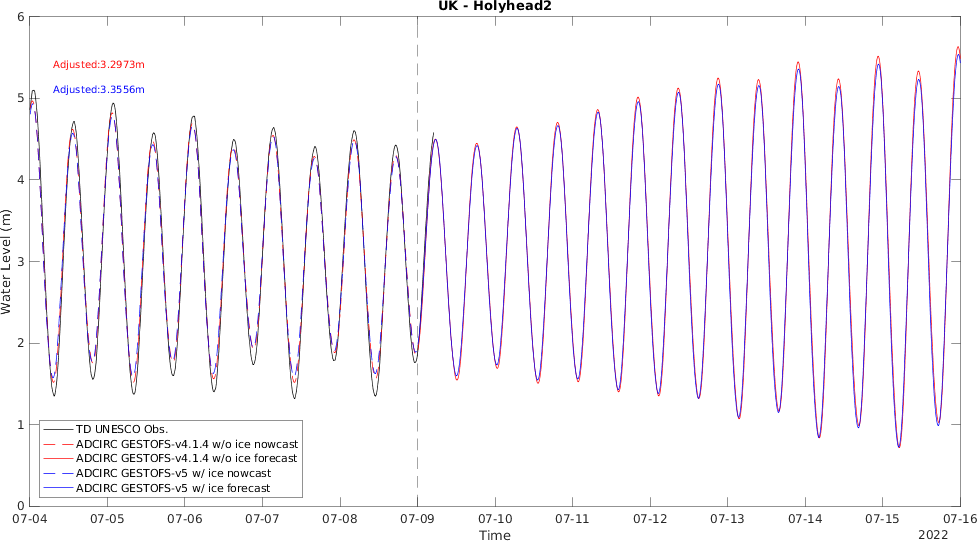 UK - Holyhead2
6
5
4
3
2
1
0
Water Level (m)
Adjusted:3.2973m
Adjusted:3.3556m
TD UNESCO Obs.
ADCIRC GESTOFS-v4.1.4 w/o ice nowcast
ADCIRC GESTOFS-v4.1.4 w/o ice forecast
ADCIRC GESTOFS-v5 w/ ice nowcast
ADCIRC GESTOFS-v5 w/ ice forecast
07-04 07-05 07-06 07-07 07-08 07-09 07-10 07-11 07-12 07-13 07-14 07-15 07-16
Time
2022